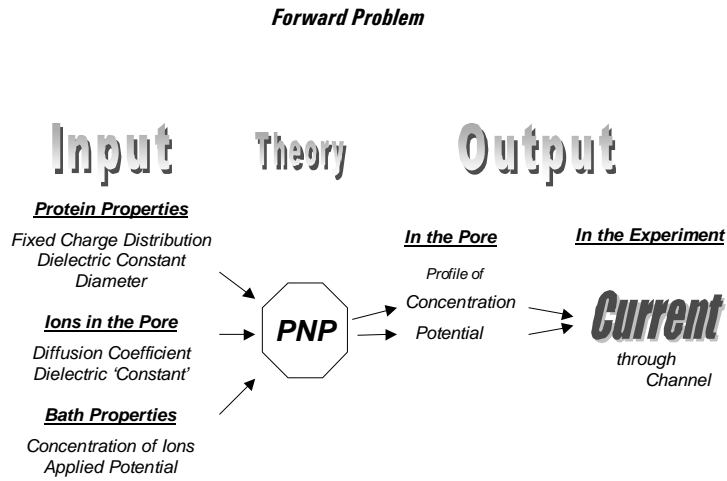 Forward Problem
Input
Theory
Output
Protein Properties
Fixed Charge Distribution
Dielectric Constant
Diameter
Ions in the Pore
Diffusion Coefficient
Dielectric ‘Constant’
Bath Properties
Concentration of Ions
Applied Potential
PNP
In the Pore
Profile of
Concentration
Potential
In the Experiment
Current
through
Channel